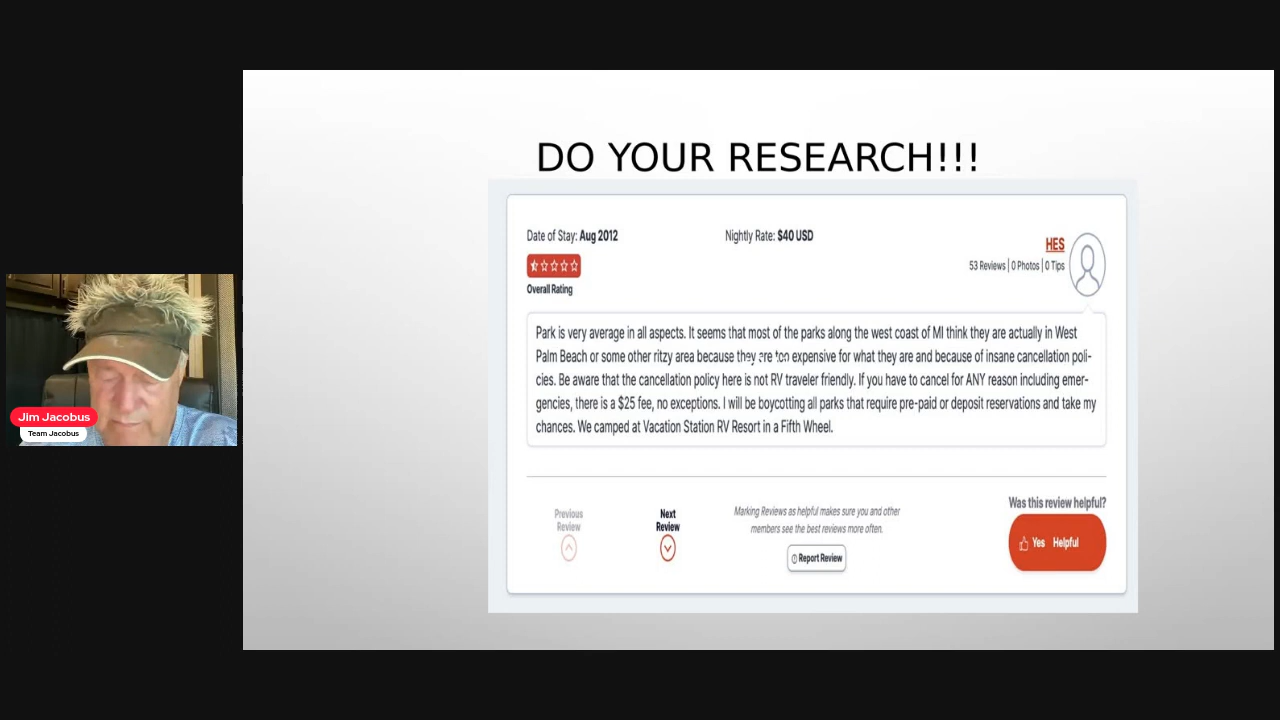 DO YOUR RESEARCH!!!
Date of Stay: Aug 2012
Nightly Rate: $40 USD
HES
53 Reviews | 0 Photos | 0 Tips
Overall Rating
Park is very average in all aspects. It seems that most of the parks along the west coast of MI think they are actually in West
Palm Beach or some other ritzy area because they are too expensive for what they are and because of insane cancellation poli-
cies. Be aware that the cancellation policy here is not RV traveler friendly. If you have to cancel for ANY reason including emer-
gencies, there is a $25 fee, no exceptions. I will be boycotting all parks that require pre-paid or deposit reservations and take my
chances. We camped at Vacation Station RV Resort in a Fifth Wheel.
Previous
Review
Next
Review
Marking Reviews as helpful makes sure you and other
members see the best reviews more often.
Report Review
Was this review helpful?
Yes Helpful
Jim Jacobus
Team Jacobus